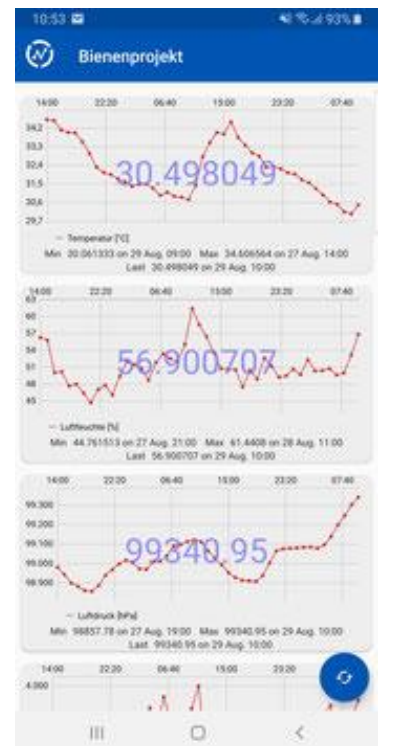 10:53 93%
Bienenprojekt
14:00 22:20 06:40 15:00 23:20 07:40
34,2
33,3
32,4
31,5
30,6
29,7
30.498049
Temperatur [°C]
Min 30.061333 on 29 Aug. 09:00 Max 34.606564 on 27 Aug. 14:00
Last 30.498049 on 29 Aug. 10:00
14:00 22:20 06:40 15:00 23:20 07:40
63
60
57
54
51
48
45
56.900707
Luftfeuchte [%]
Min 44.761513 on 27 Aug. 21:00 Max 61.4408 on 28 Aug. 11:00
Last 56.900707 on 29 Aug. 10:00
14:00 22:20 06:40 15:00 23:20 07:40
99.300
99.200
99.100
99.000
98.900
99340.95
Luftdruck [hPa]
Min 98857.78 on 27 Aug. 19:00 Max 99340.95 on 29 Aug. 10:00
Last 99340.95 on 29 Aug. 10:00
14:00 22:20 06:40 15:00 23:20
4.000